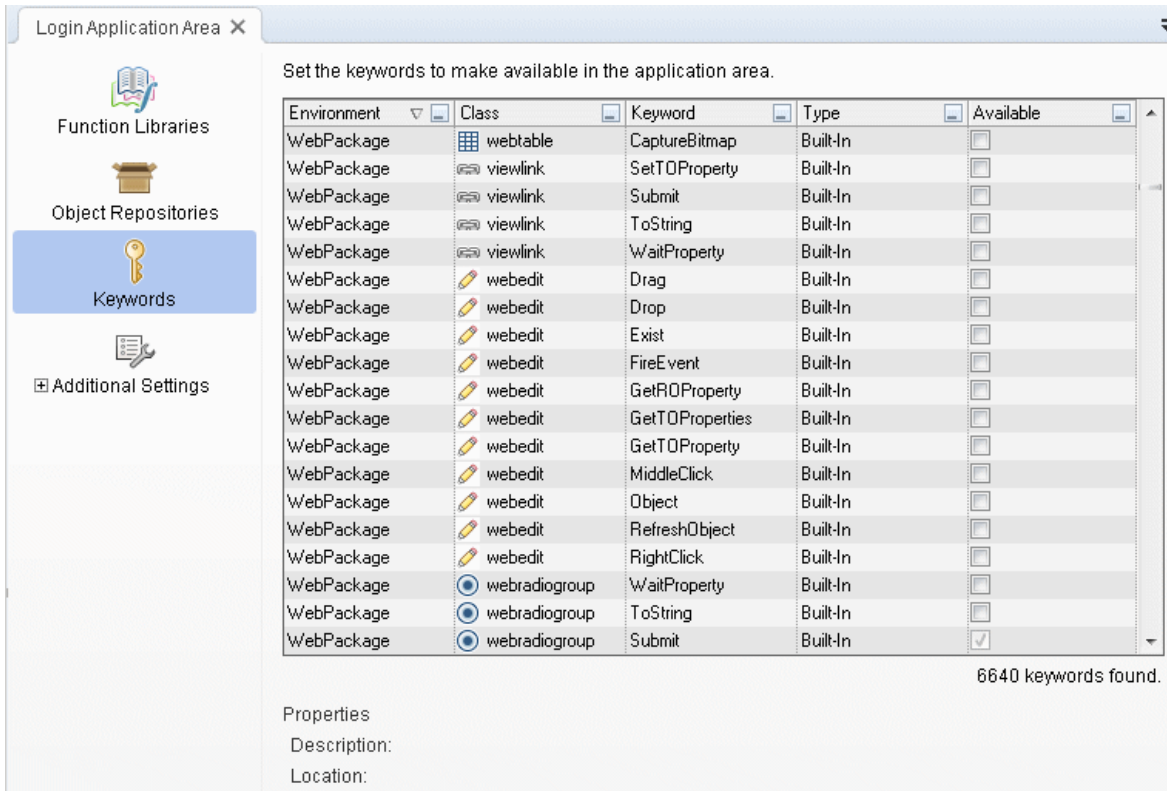 Login Application Area
Function Libraries
Object Repositories
Keywords
Additional Settings
Set the keywords to make available in the application area.
Environment Class Keyword Type Available
WebPackage webtable CaptureBitmap Built-In
WebPackage viewlink SetTOProperty Built-In
WebPackage viewlink Submit Built-In
WebPackage viewlink ToString Built-In
WebPackage viewlink WaitProperty Built-In
WebPackage webedit Drag Built-In
WebPackage webedit Drop Built-In
WebPackage webedit Exist Built-In
WebPackage webedit FireEvent Built-In
WebPackage webedit GetROProperty Built-In
WebPackage webedit GetTOProperties Built-In
WebPackage webedit GetTOProperty Built-In
WebPackage webedit MiddleClick Built-In
WebPackage webedit Object Built-In
WebPackage webedit RefreshObject Built-In
WebPackage webedit RightClick Built-In
WebPackage webradiogroup WaitProperty Built-In
WebPackage webradiogroup ToString Built-In
WebPackage webradiogroup Submit Built-In
6640 keywords found.
Properties
Description:
Location: